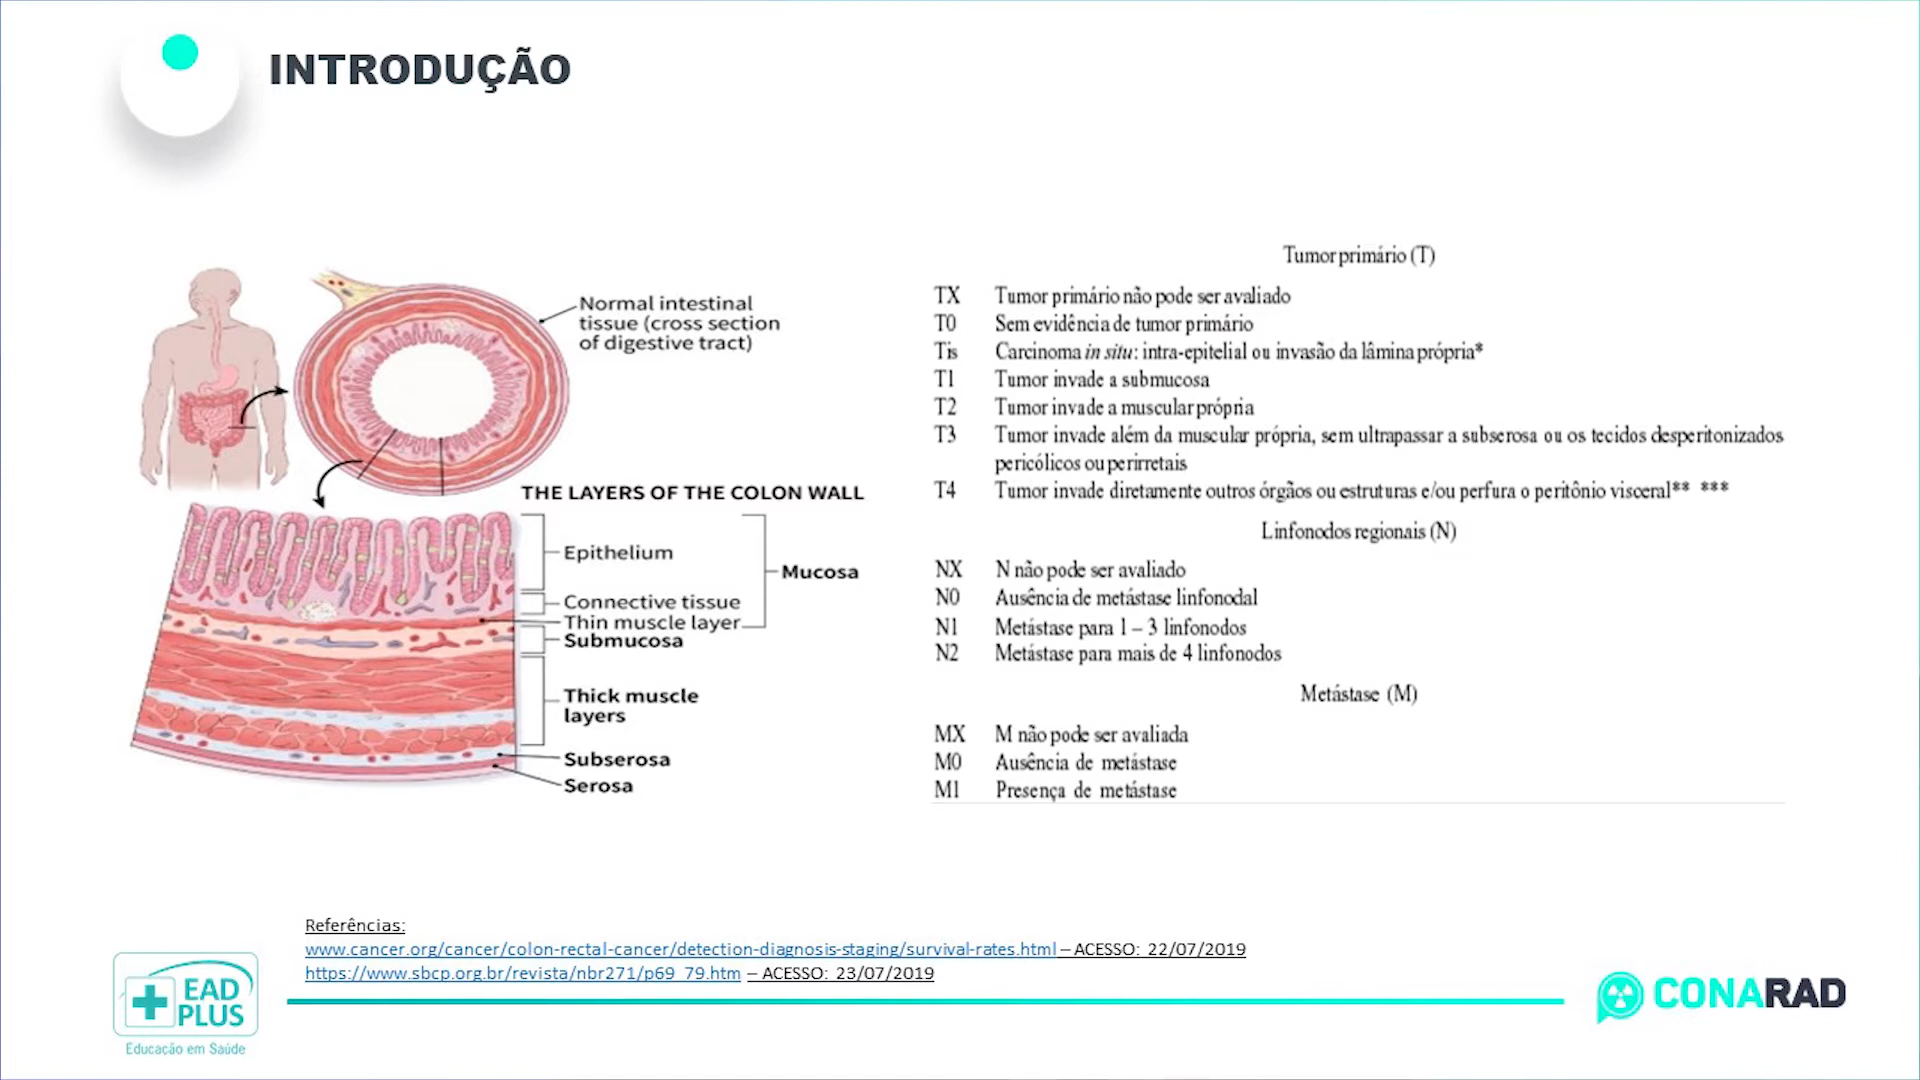 INTRODUÇÃO
Normal intestinal
tissue (cross section
of digestive tract)
THE LAYERS OF THE COLON WALL
Epithelium
Mucosa
Connective tissue
Thin muscle layer
Submucosa
Thick muscle
layers
Subserosa
Serosa
Tumor primário (T)
TX Tumor primário não pode ser avaliado
T0 Sem evidência de tumor primário
Tis Carcinoma in situ: intra-epitelial ou invasão da lâmina própria*
T1 Tumor invade a submucosa
T2 Tumor invade a muscular própria
T3 Tumor invade além da muscular própria, sem ultrapassar a subserosa ou os tecidos desperitonizados
pericólicos ou perirretais
T4 Tumor invade diretamente outros órgãos ou estruturas e/ou perfura o peritônio visceral** ***
Linfonodos regionais (N)
NX N não pode ser avaliado
N0 Ausência de metástase linfonodal
N1 Metástase para 1 – 3 linfonodos
N2 Metástase para mais de 4 linfonodos
Metástase (M)
MX M não pode ser avaliada
M0 Ausência de metástase
M1 Presença de metástase
Referências:
www.cancer.org/cancer/colon-rectal-cancer/detection-diagnosis-staging/survival-rates.html – ACESSO: 22/07/2019
https://www.sbcp.org.br/revista/nbr271/p69_79.htm – ACESSO: 23/07/2019
EAD
PLUS
Educação em Saúde
CONARAD